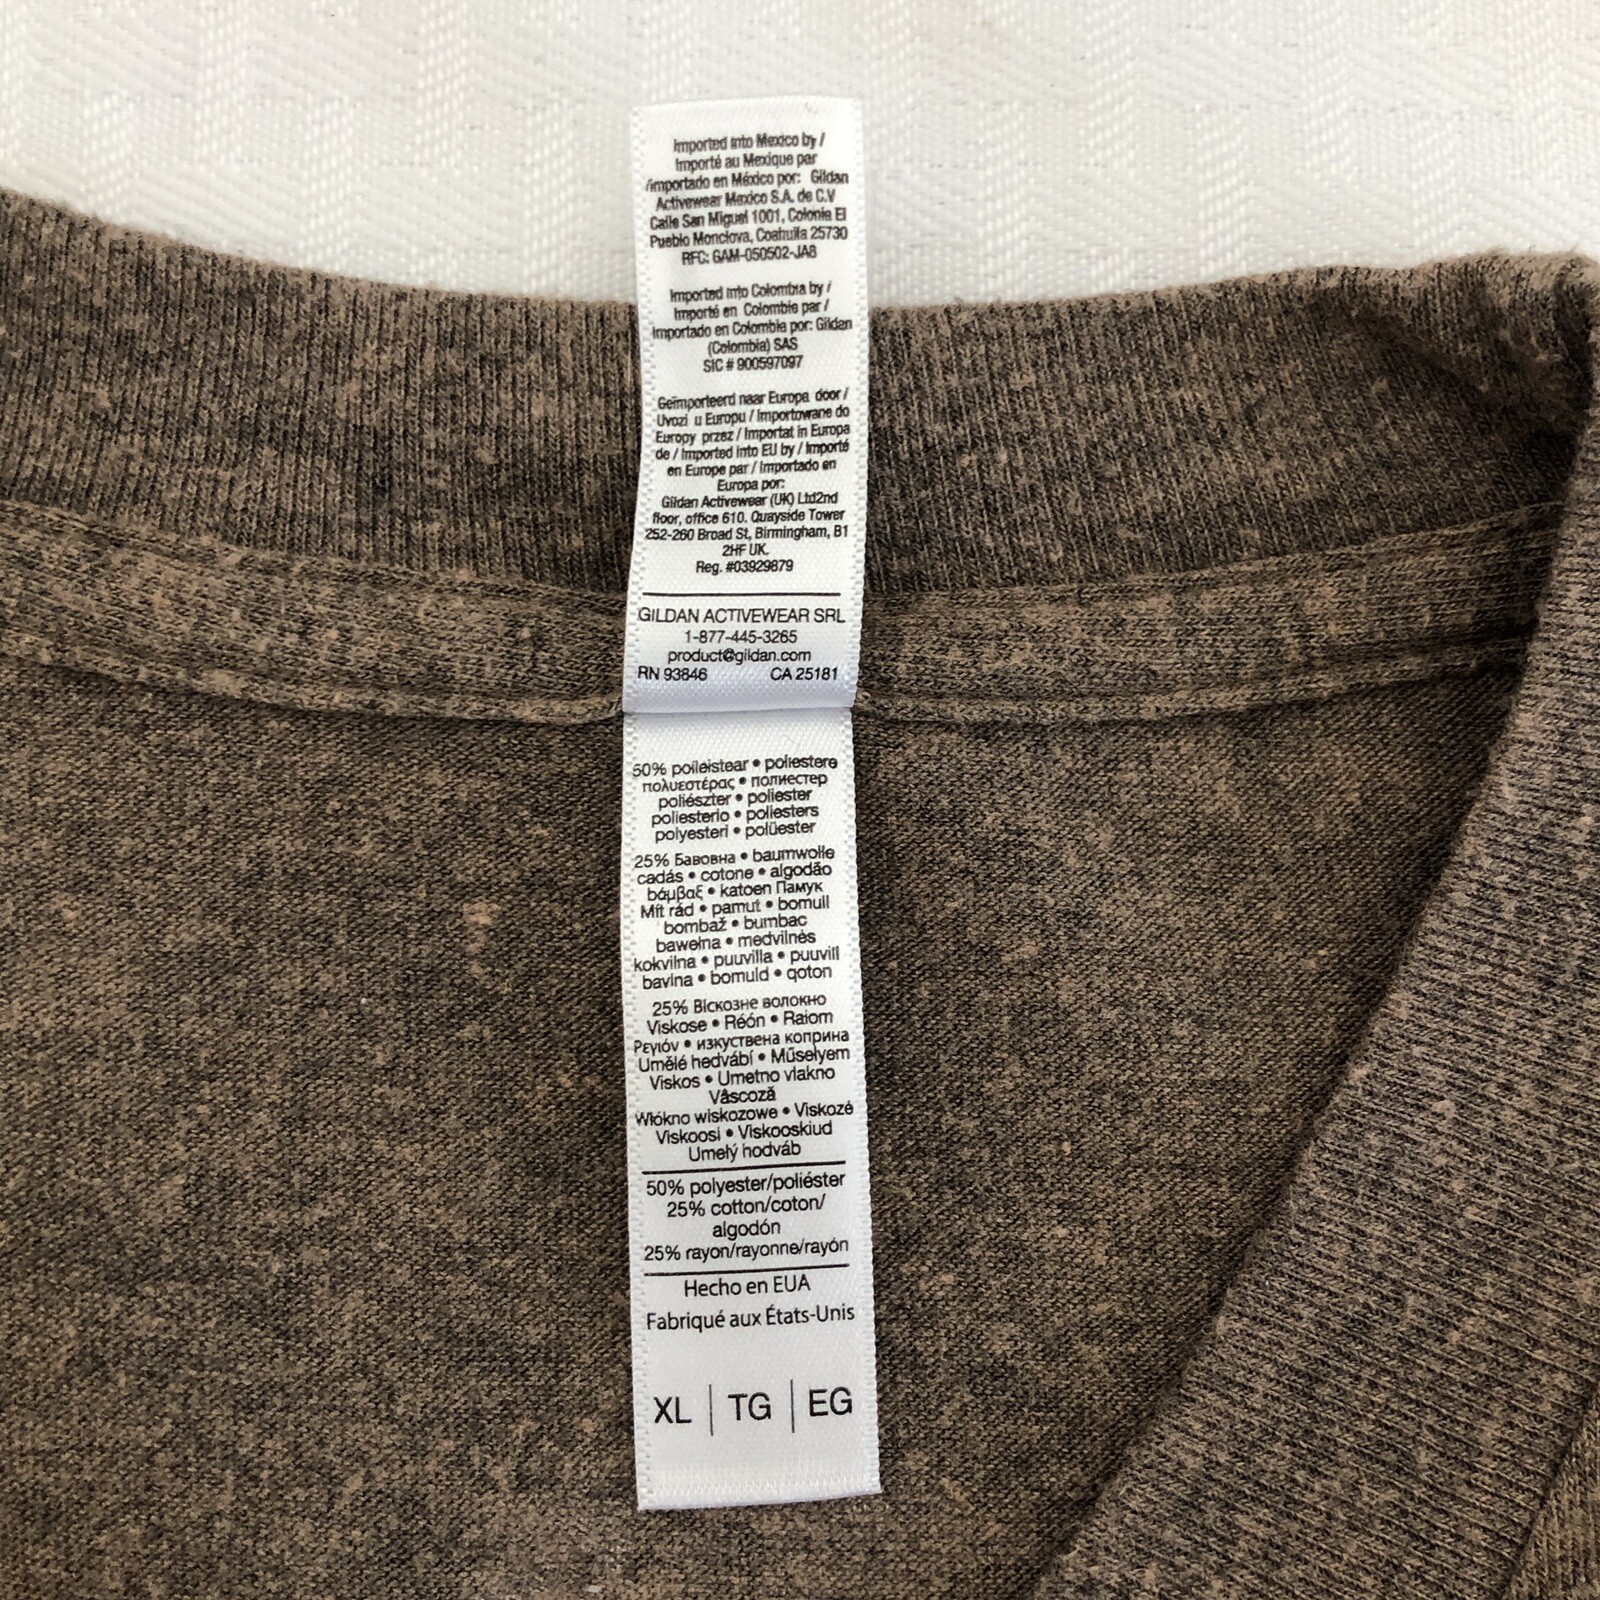 Imported into Mexico by /
Importé au Mexique par
/importado en México por: Gildan
Activewear Mexico S.A. de C.V
Calle San Miguel 1001, Colonia El
Pueblo Monclova, Coahuila 25730
RFC: GAM-050502-JA8
Imported into Colombia by /
Importé en Colombie par /
Importado en Colombia por: Gildan
(Colombia) SAS
SIC # 900597097
Geïmporteerd naar Europa door /
Uvozi u Europu / Importowane do
Europy przez / Importat in Europa
de / Imported into EU by / Importé
en Europe par / Importado en
Europa por:
Gildan Activewear (UK) Ltd2nd
floor, office 610. Quayside Tower
252-260 Broad St, Birmingham, B1
2HF UK.
Reg. #03929879
GILDAN ACTIVEWEAR SRL
1-877-445-3265
product@gildan.com
RN 93846 CA 25181
50% poileistear • poliestere
πολυεστέρας • полиестер
poliészter • poliester
poliesterio • poliesters
polyesteri • polüester
25% Бавовна • baumwolle
cadás • cotone • algodão
βάμβαξ • katoen Памук
Mít rád • pamut • bomull
bombaž • bumbac
bawełna • medvilnės
kokvilna • puuvilla • puuvill
bavlna • bomuld • qoton
25% Віскозне волокно
Viskose • Réón • Raiom
Ρεγιόν • изкуствена коприна
Umělé hedvábí • Műselyem
Viskos • Umetno vlakno
Vâscoză
Włókno wiskozowe • Viskozė
Viskoosi • Viskooskiud
Umelý hodváb
50% polyester/poliéster
25% cotton/coton/
algodón
25% rayon/rayonne/rayón
Hecho en EUA
Fabriqué aux États-Unis
XL | TG | EG